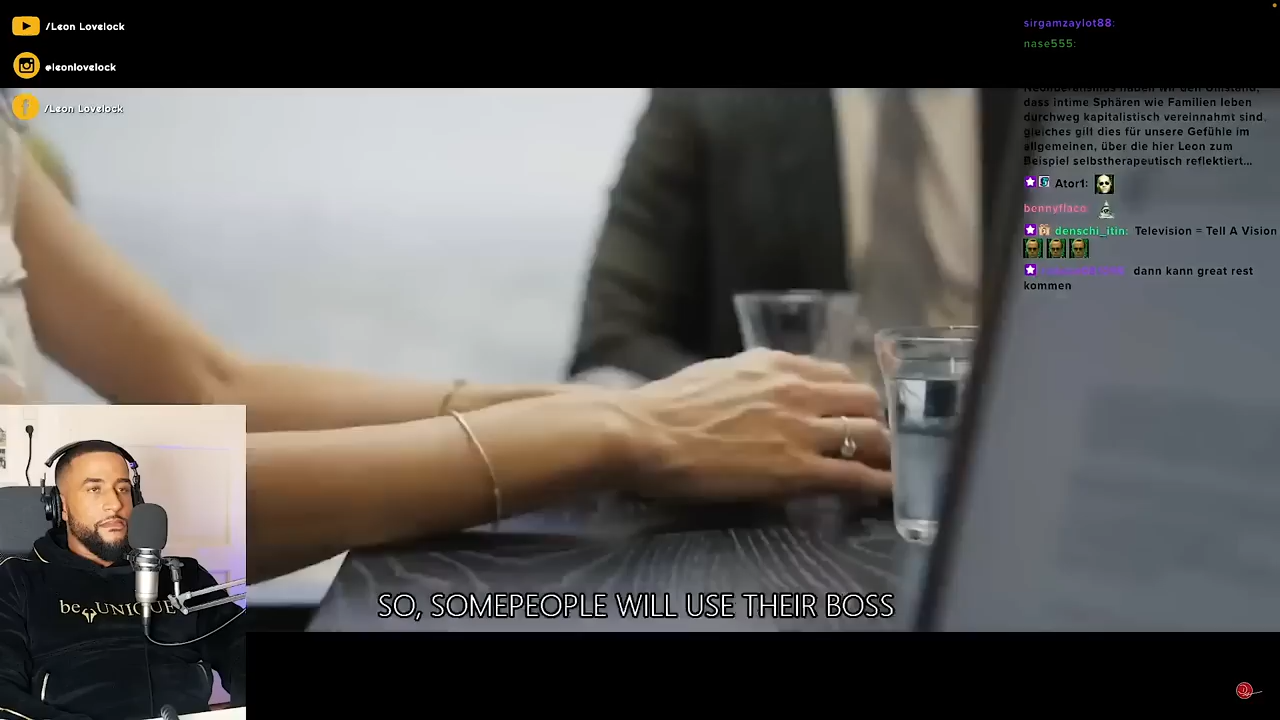 /Leon Lovelock
@leonlovelock
/Leon Lovelock
sirgamzaylot88:
nase555:
dass intime Sphären wie Familien leben
durchweg kapitalistisch vereinnahmt sind.
gleiches gilt dies für unsere Gefühle im
allgemeinen, über die hier Leon zum
Beispiel selbstherapeutisch reflektiert...
Ator1:
bennyflaco
denschi_itin: Television = Tell A Vision
dann kann great rest
kommen
be UNIQUE
SO, SOMEPEOPLE WILL USE THEIR BOSS